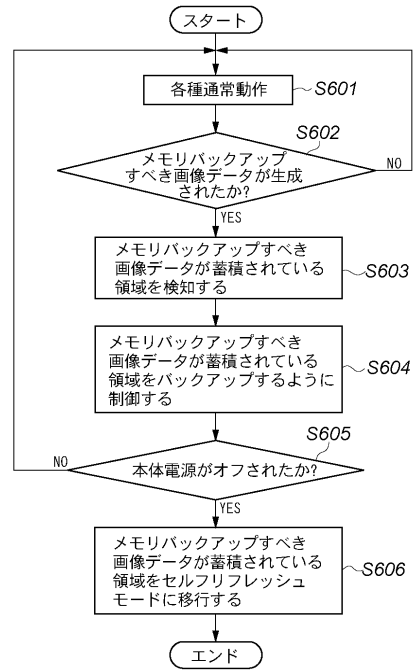 スタート
各種通常動作
S601
S602
メモリバックアップ
すべき画像データが生成
されたか?
NO
YES
メモリバックアップすべき
画像データが蓄積されている
領域を検知する
S603
メモリバックアップすべき
画像データが蓄積されている
領域をバックアップするように
制御する
S604
S605
本体電源がオフされたか?
NO
YES
メモリバックアップすべき
画像データが蓄積されている
領域をセルフリフレッシュ
モードに移行する
S606
エンド